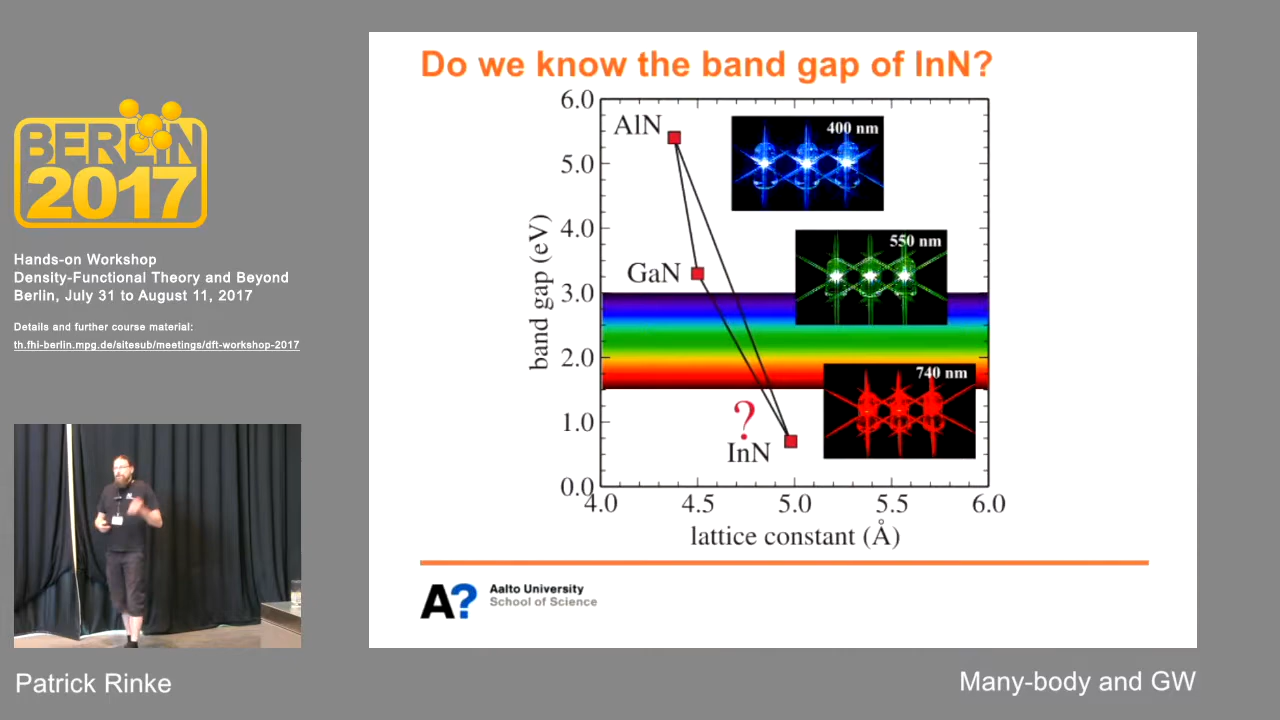 BERLIN
2017
Hands-on Workshop
Density-Functional Theory and Beyond
Berlin, July 31 to August 11, 2017
Details and further course material:
th.fhi-berlin.mpg.de/sitesub/meetings/dft-workshop-2017
Do we know the band gap of InN?
6.0
5.0
4.0
3.0
2.0
1.0
0.0
band gap (eV)
AlN
GaN
?
InN
400 nm
550 nm
740 nm
4.0 4.5 5.0 5.5 6.0
lattice constant (Å)
A?
Aalto University
School of Science
Patrick Rinke
Many-body and GW